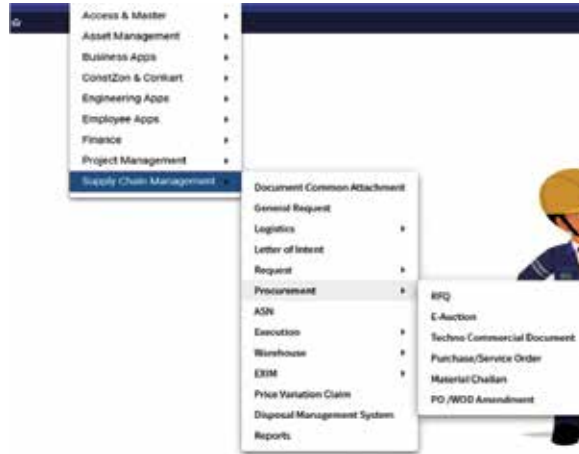 Access & Master
Asset Management
Business Apps
ConstZon & Conkart
Engineering Apps
Employee Apps
Finance
Project Management
Supply Chain Management
Document Common Attachment
General Request
Logistics
Letter of Intent
Request
Procurement
ASN
Execution
Warehouse
EXIM
Price Variation Claim
Disposal Management System
Reports
RFQ
E-Auction
Techno Commercial Document
Purchase/Service Order
Material Challan
PO /WOD Amendment